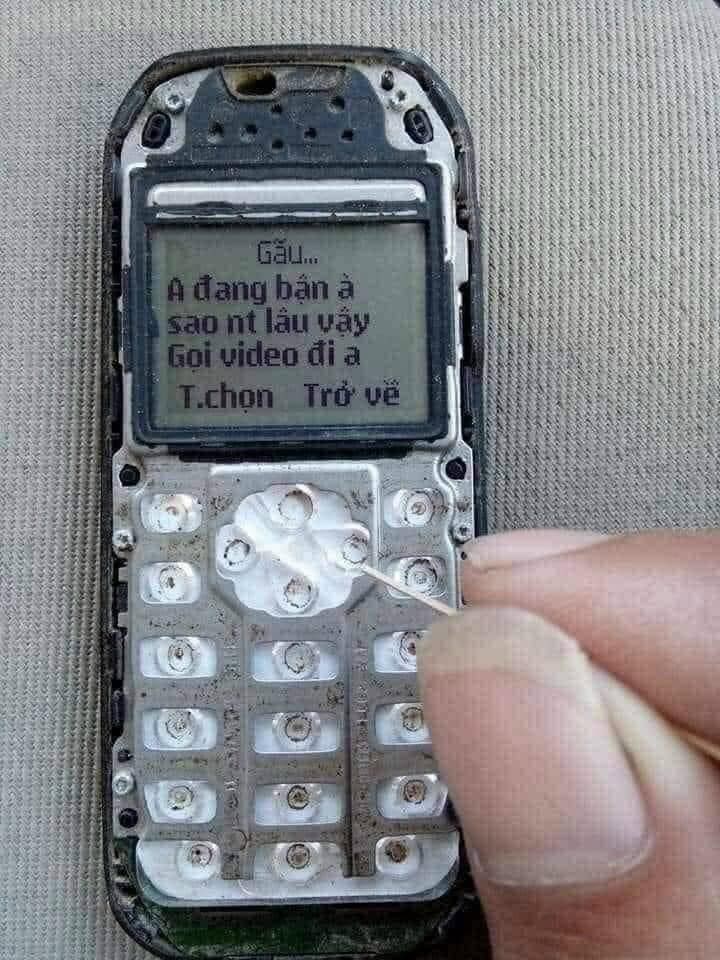 Gấu...
A đang bận à
sao nt lâu vậy
Gọi video đi a
T.chọn Trở về